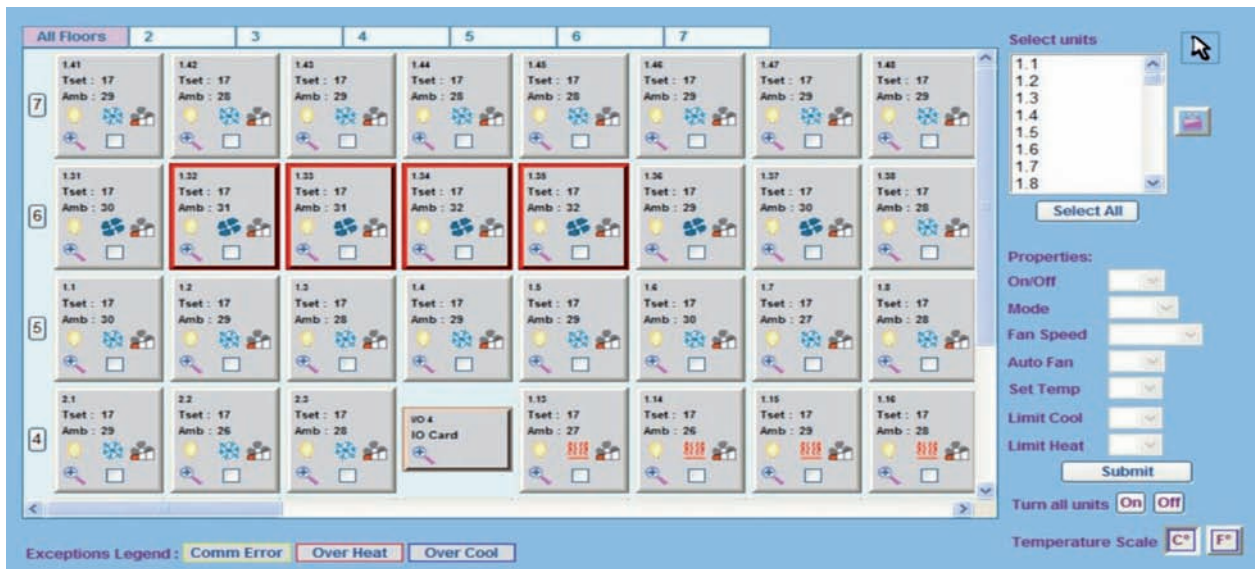 All Floors 2 3 4 5 6 7
Select units
1.1
1.2
1.3
1.4
1.5
1.6
1.7
1.8
Select All
7
1.41 1.42 1.43 1.44 1.45 1.46 1.47 1.48
Tset : 17 Tset : 17 Tset : 17 Tset : 17 Tset : 17 Tset : 17 Tset : 17 Tset : 17
Amb : 29 Amb : 28 Amb : 29 Amb : 28 Amb : 28 Amb : 29 Amb : 29 Amb : 29
6
1.31 1.32 1.33 1.34 1.35 1.36 1.37 1.38
Tset : 17 Tset : 17 Tset : 17 Tset : 17 Tset : 17 Tset : 17 Tset : 17 Tset : 17
Amb : 30 Amb : 31 Amb : 31 Amb : 32 Amb : 32 Amb : 29 Amb : 30 Amb : 28
5
1.1 1.2 1.3 1.4 1.5 1.6 1.7 1.8
Tset : 17 Tset : 17 Tset : 17 Tset : 17 Tset : 17 Tset : 17 Tset : 17 Tset : 17
Amb : 30 Amb : 29 Amb : 28 Amb : 29 Amb : 29 Amb : 30 Amb : 27 Amb : 28
4
2.1 2.2 2.3 I/O 4 1.13 1.14 1.15 1.16
Tset : 17 Tset : 17 Tset : 17 IO Card Tset : 17 Tset : 17 Tset : 17 Tset : 17
Amb : 29 Amb : 26 Amb : 28 Amb : 27 Amb : 26 Amb : 29 Amb : 28
Properties:
On/Off
Mode
Fan Speed
Auto Fan
Set Temp
Limit Cool
Limit Heat
Submit
Turn all units On Off
Temperature Scale C° F°
Exceptions Legend : Comm Error Over Heat Over Cool